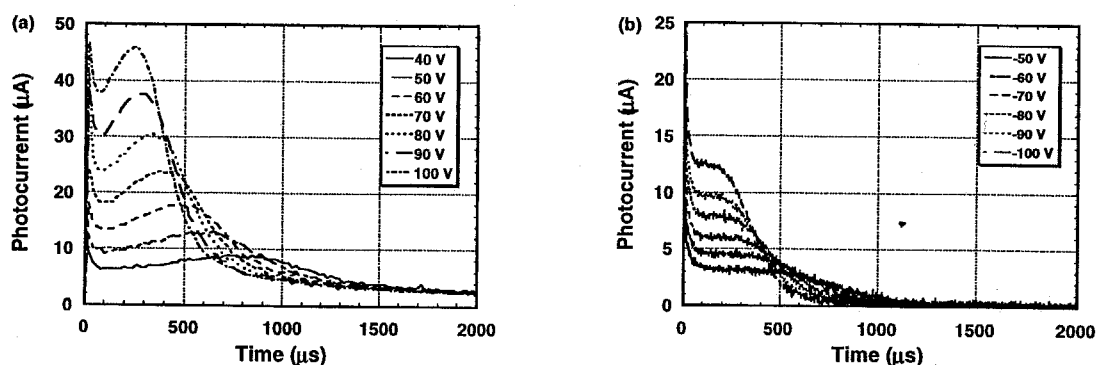 (a)
50
40
30
20
10
0
Photocurrent (μA)
40 V
50 V
60 V
70 V
80 V
90 V
100 V
0
500
1000
1500
2000
Time (μs)
(b)
25
20
15
10
5
0
Photocurrent (μA)
-50 V
-60 V
-70 V
-80 V
-90 V
-100 V
0
500
1000
1500
2000
Time (μs)